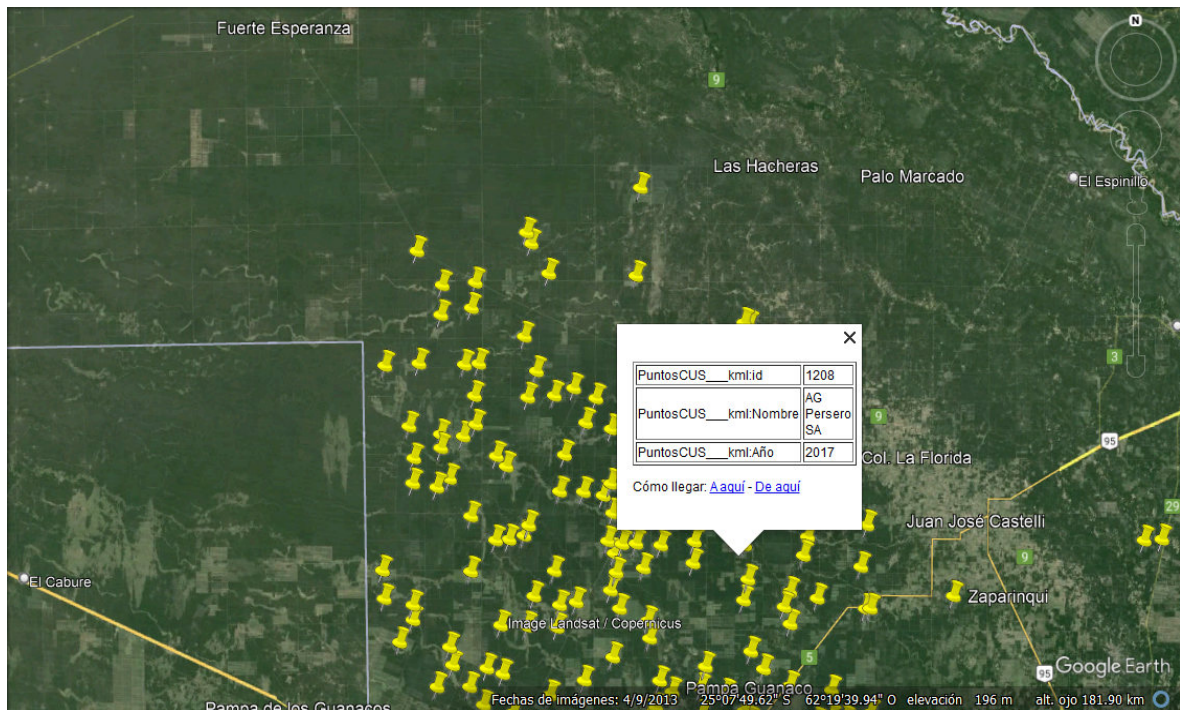 Fuerte Esperanza
N
9
Las Hacheras
Palo Marcado
El Espinillo
3
PuntosCUS___kml:id 1208
PuntosCUS___kml:Nombre AG Persero SA
PuntosCUS___kml:Año 2017
Cómo llegar: A aquí - De aquí
9
95
Col. La Florida
29
Juan José Castelli
9
El Cabure
Zaparinqui
Image Landsat / Copernicus
5
95
Google Earth
Pampa Guanaco
Pampa de los Guanacos
Fechas de imágenes: 4/9/2013 25°07'49.62" S 62°19'39.94" O elevación 196 m alt. ojo 181.90 km